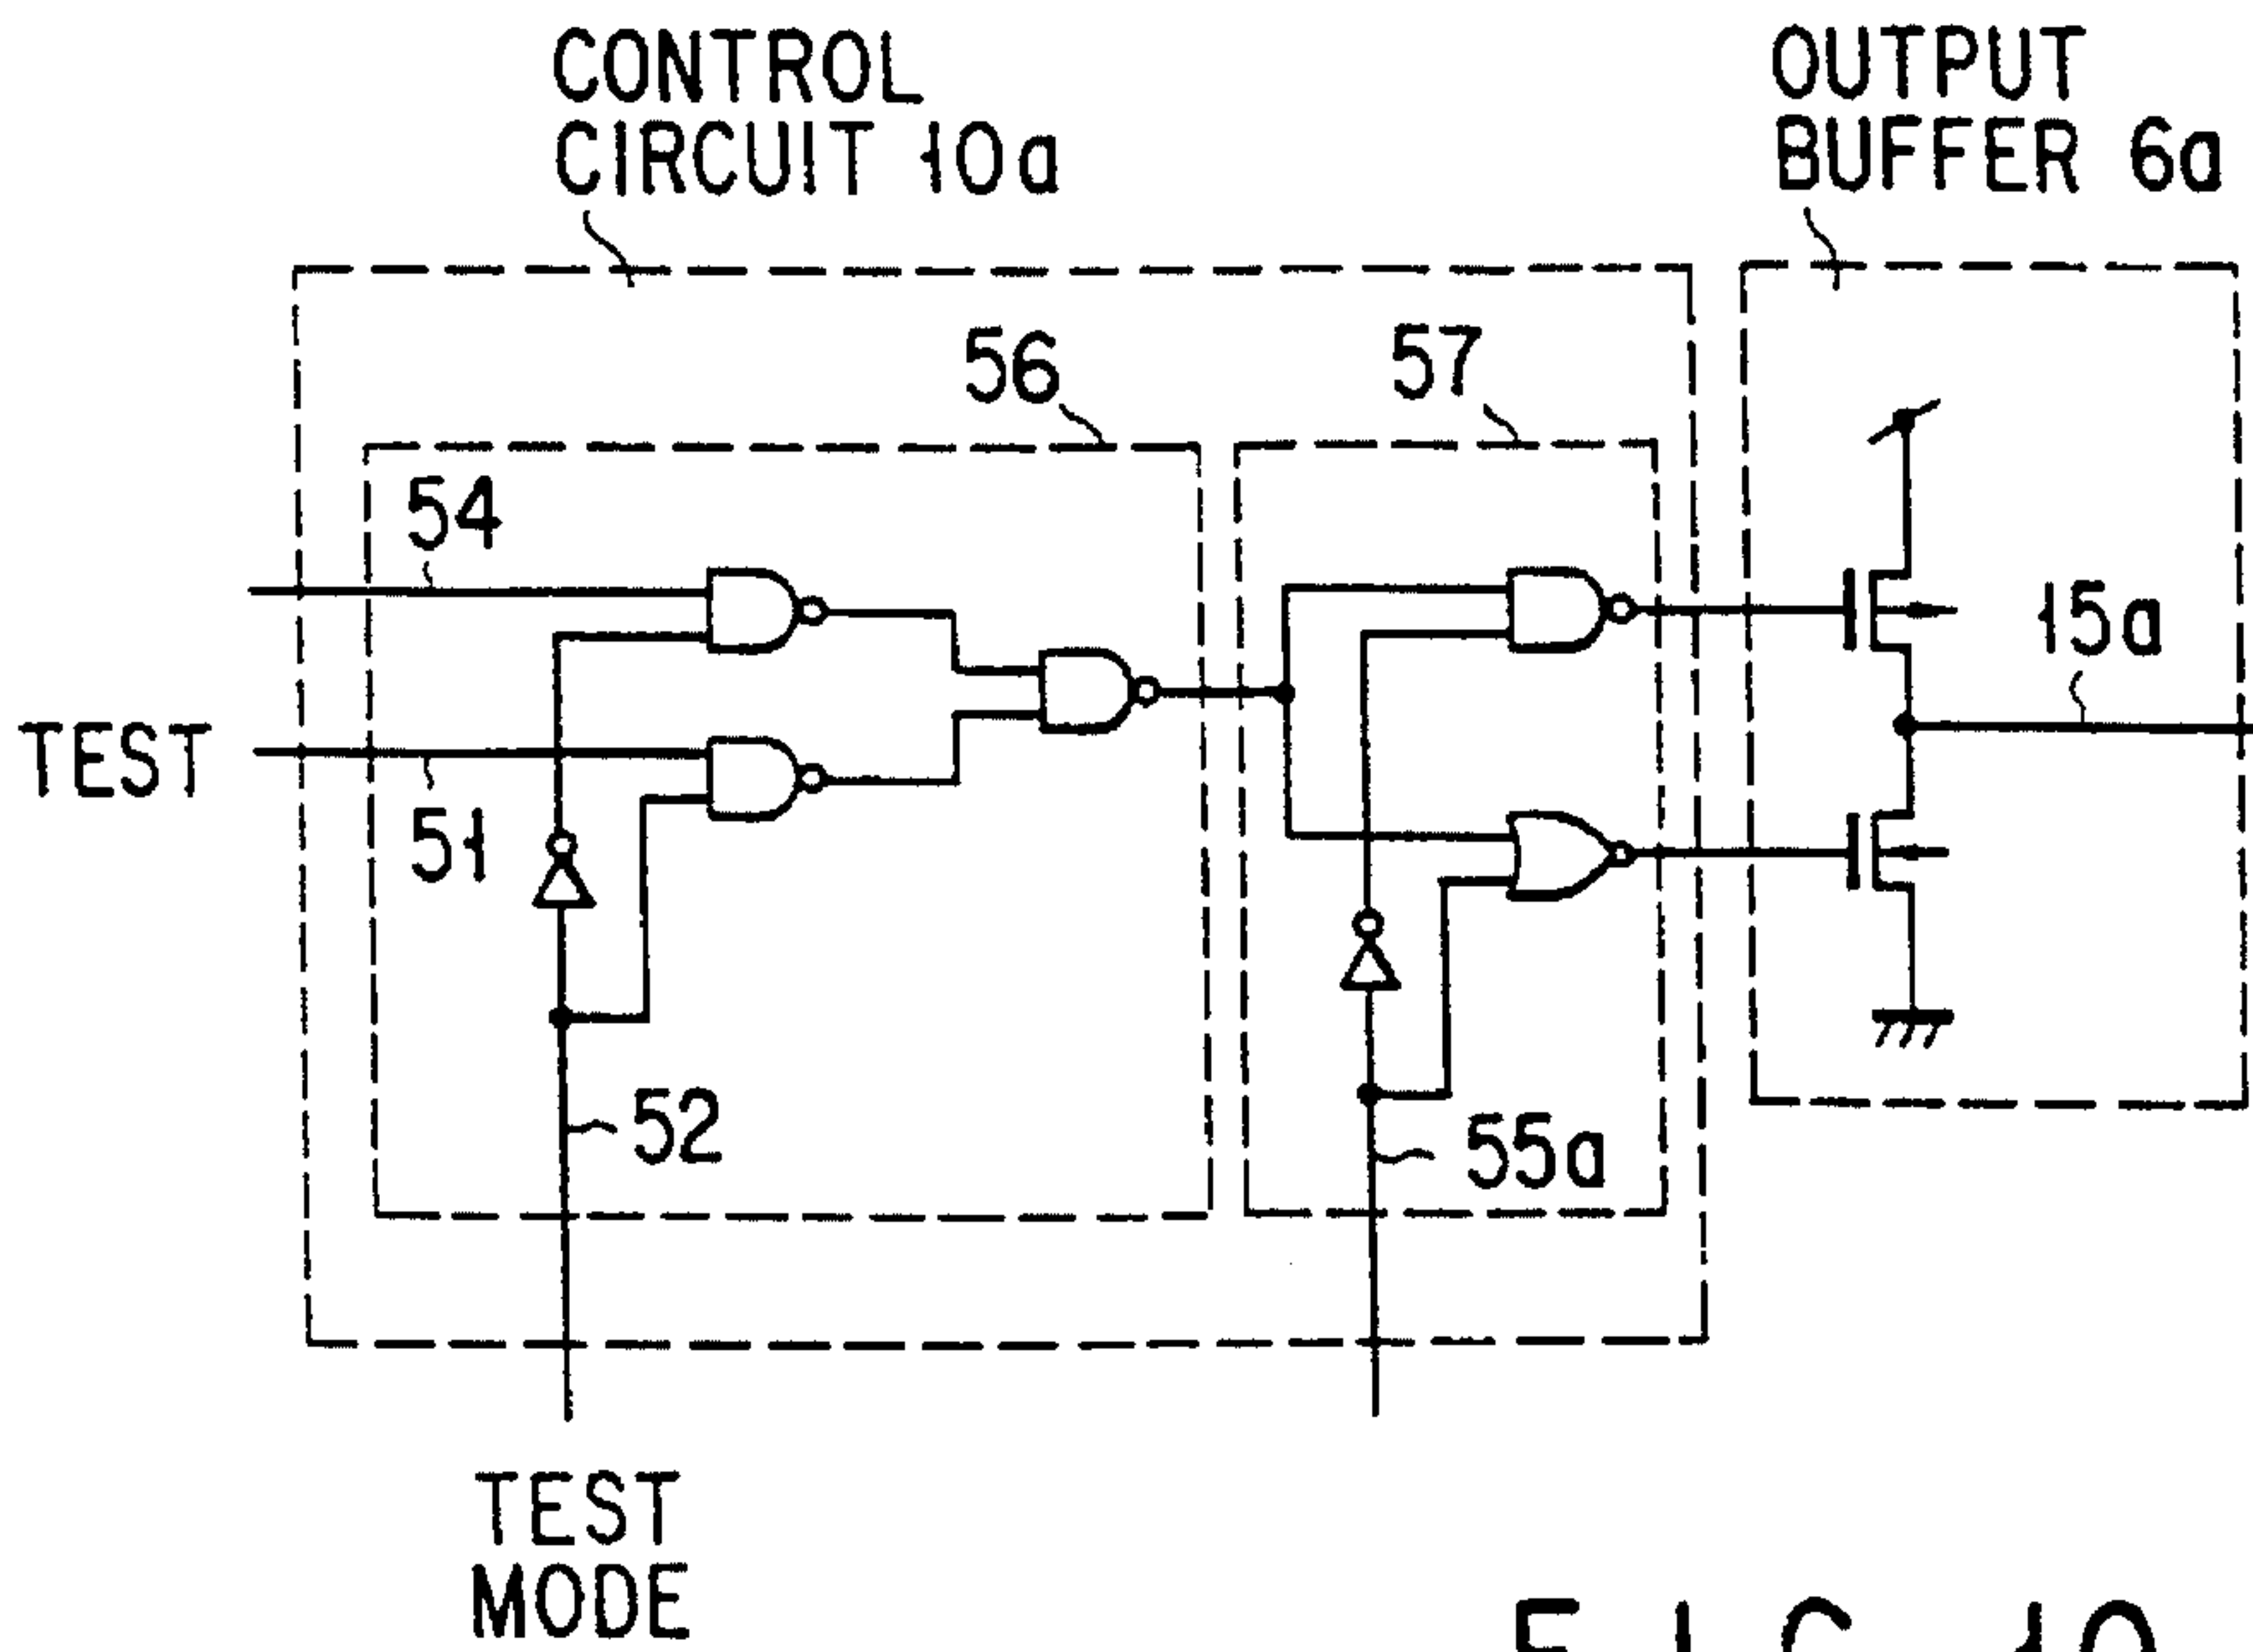 CONTROL
CIRCUIT 10a
OUTPUT
BUFFER 6a
56
57
54
15a
TEST
51
52
55a
TEST
MODE